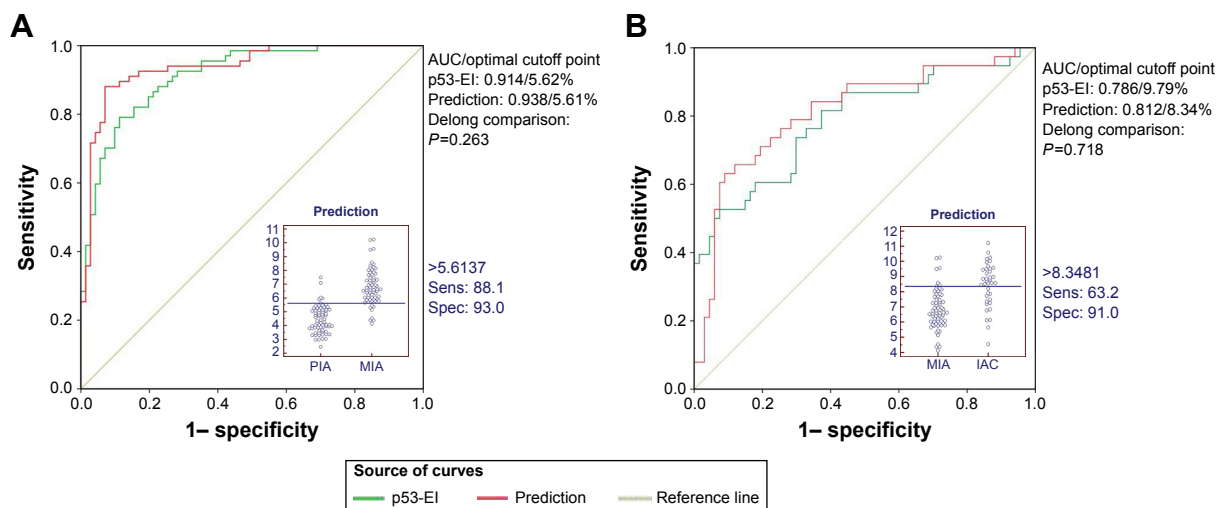 A
1.0
0.8
0.6
0.4
0.2
0.0
Sensitivity
0.0 0.2 0.4 0.6 0.8 1.0
1– specificity
AUC/optimal cutoff point
p53-EI: 0.914/5.62%
Prediction: 0.938/5.61%
Delong comparison:
P=0.263
Prediction
11
10
9
8
7
6
5
4
3
2
PIA MIA
>5.6137
Sens: 88.1
Spec: 93.0
B
1.0
0.8
0.6
0.4
0.2
0.0
Sensitivity
0.0 0.2 0.4 0.6 0.8 1.0
1– specificity
AUC/optimal cutoff point
p53-EI: 0.786/9.79%
Prediction: 0.812/8.34%
Delong comparison:
P=0.718
Prediction
12
11
10
9
8
7
6
5
4
MIA IAC
>8.3481
Sens: 63.2
Spec: 91.0
Source of curves
p53-EI Prediction Reference line